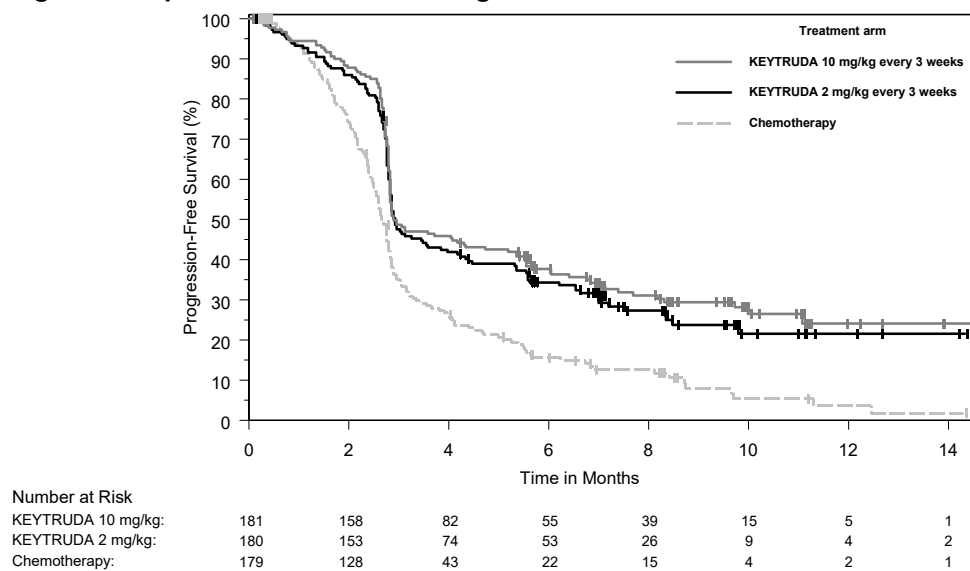 Treatment arm
KEYTRUDA 10 mg/kg every 3 weeks
KEYTRUDA 2 mg/kg every 3 weeks
Chemotherapy
Progression-Free Survival (%)
100
90
80
70
60
50
40
30
20
10
0
0 2 4 6 8 10 12 14
Time in Months
Number at Risk
KEYTRUDA 10 mg/kg: 181 158 82 55 39 15 5 1
KEYTRUDA 2 mg/kg: 180 153 74 53 26 9 4 2
Chemotherapy: 179 128 43 22 15 4 2 1